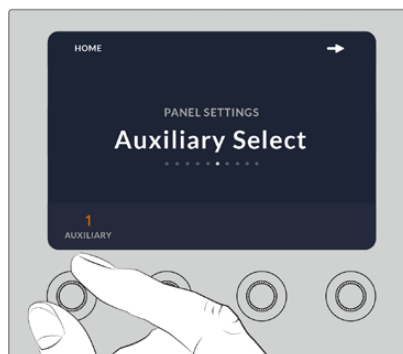 HOME
PANEL SETTINGS
Auxiliary Select
1
AUXILIARY